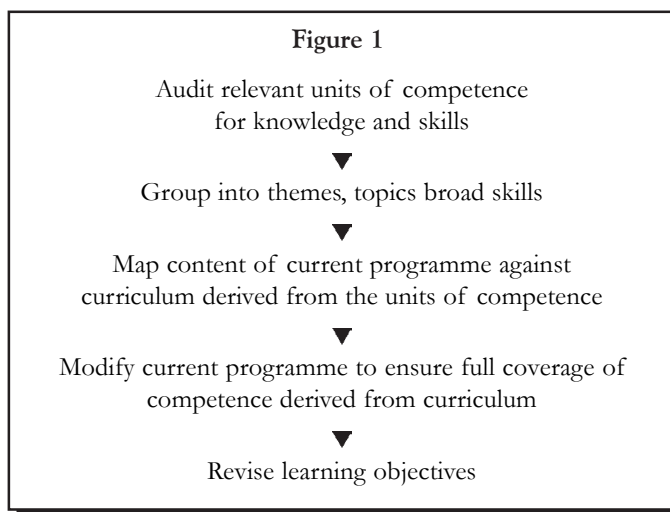 Figure 1
Audit relevant units of competence
for knowledge and skills
Group into themes, topics broad skills
Map content of current programme against
curriculum derived from the units of competence
Modify current programme to ensure full coverage of
competence derived from curriculum
Revise learning objectives